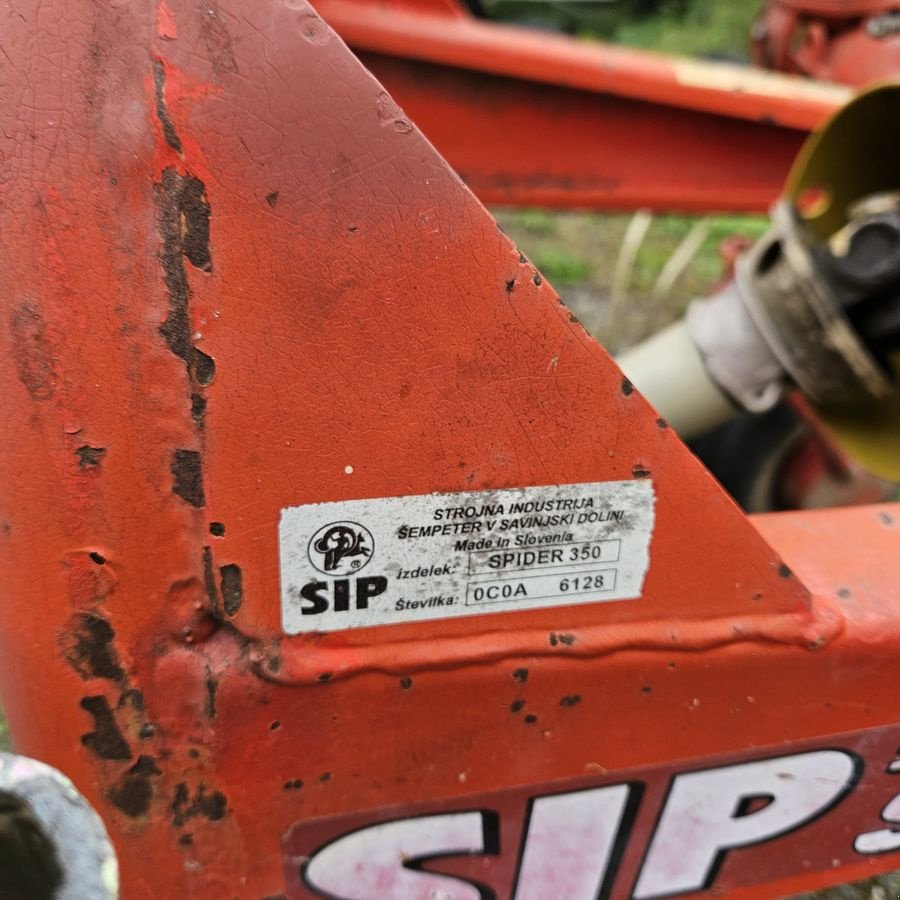 STROJNA INDUSTRIJA
ŠEMPETER V SAVINJSKI DOLINI
Made in Slovenia
®
SIP
izdelek: SPIDER 350
Številka: 0C0A 6128
SIP